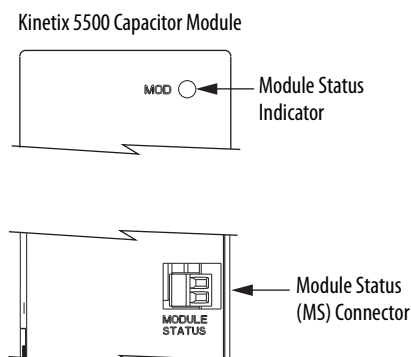 Kinetix 5500 Capacitor Module
MOD
Module Status
Indicator
MODULE
STATUS
Module Status
(MS) Connector